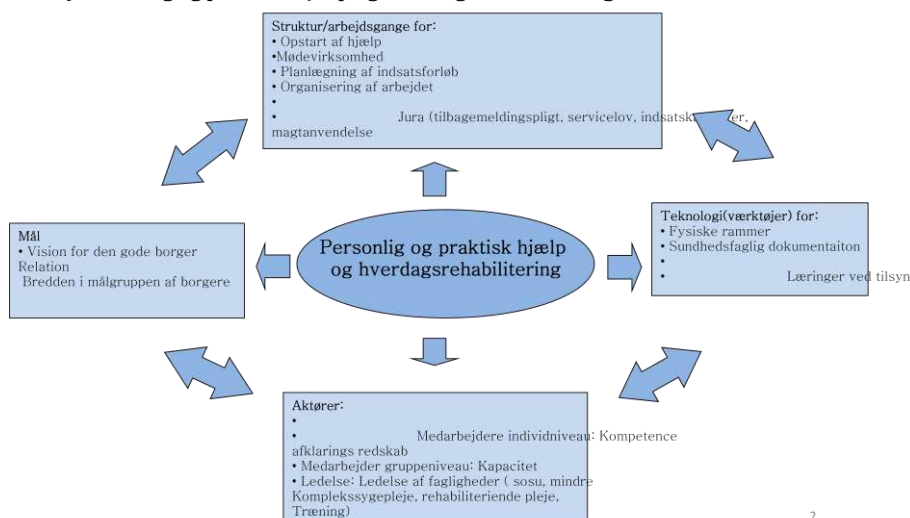 Struktur/arbejdsgange for:
• Opstart af hjælp
•Mødevirksomhed
• Planlægning af indsatsforløb
• Organisering af arbejdet
•
• Jura (tilbagemeldingspligt, servicelov, er,
magtanvendelse
Mål
• Vision for den gode borger
Relation
Bredden i målgruppen af borgere
Personlig og praktisk hjælp
og hverdagsrehabilitering
Teknologi(værktøjer) for:
• Fysiske rammer
• Sundhedsfaglig dokumentaiton
•
• Læringer ved tilsyn
Aktører:
•
• Medarbejdere individniveau: Kompetence
afklarings redskab
• Medarbejder gruppeniveau: Kapacitet
• Ledelse: Ledelse af fagligheder ( sosu, mindre
Komplekssygepleje, rehabiliteriende pleje,
Træning)
2